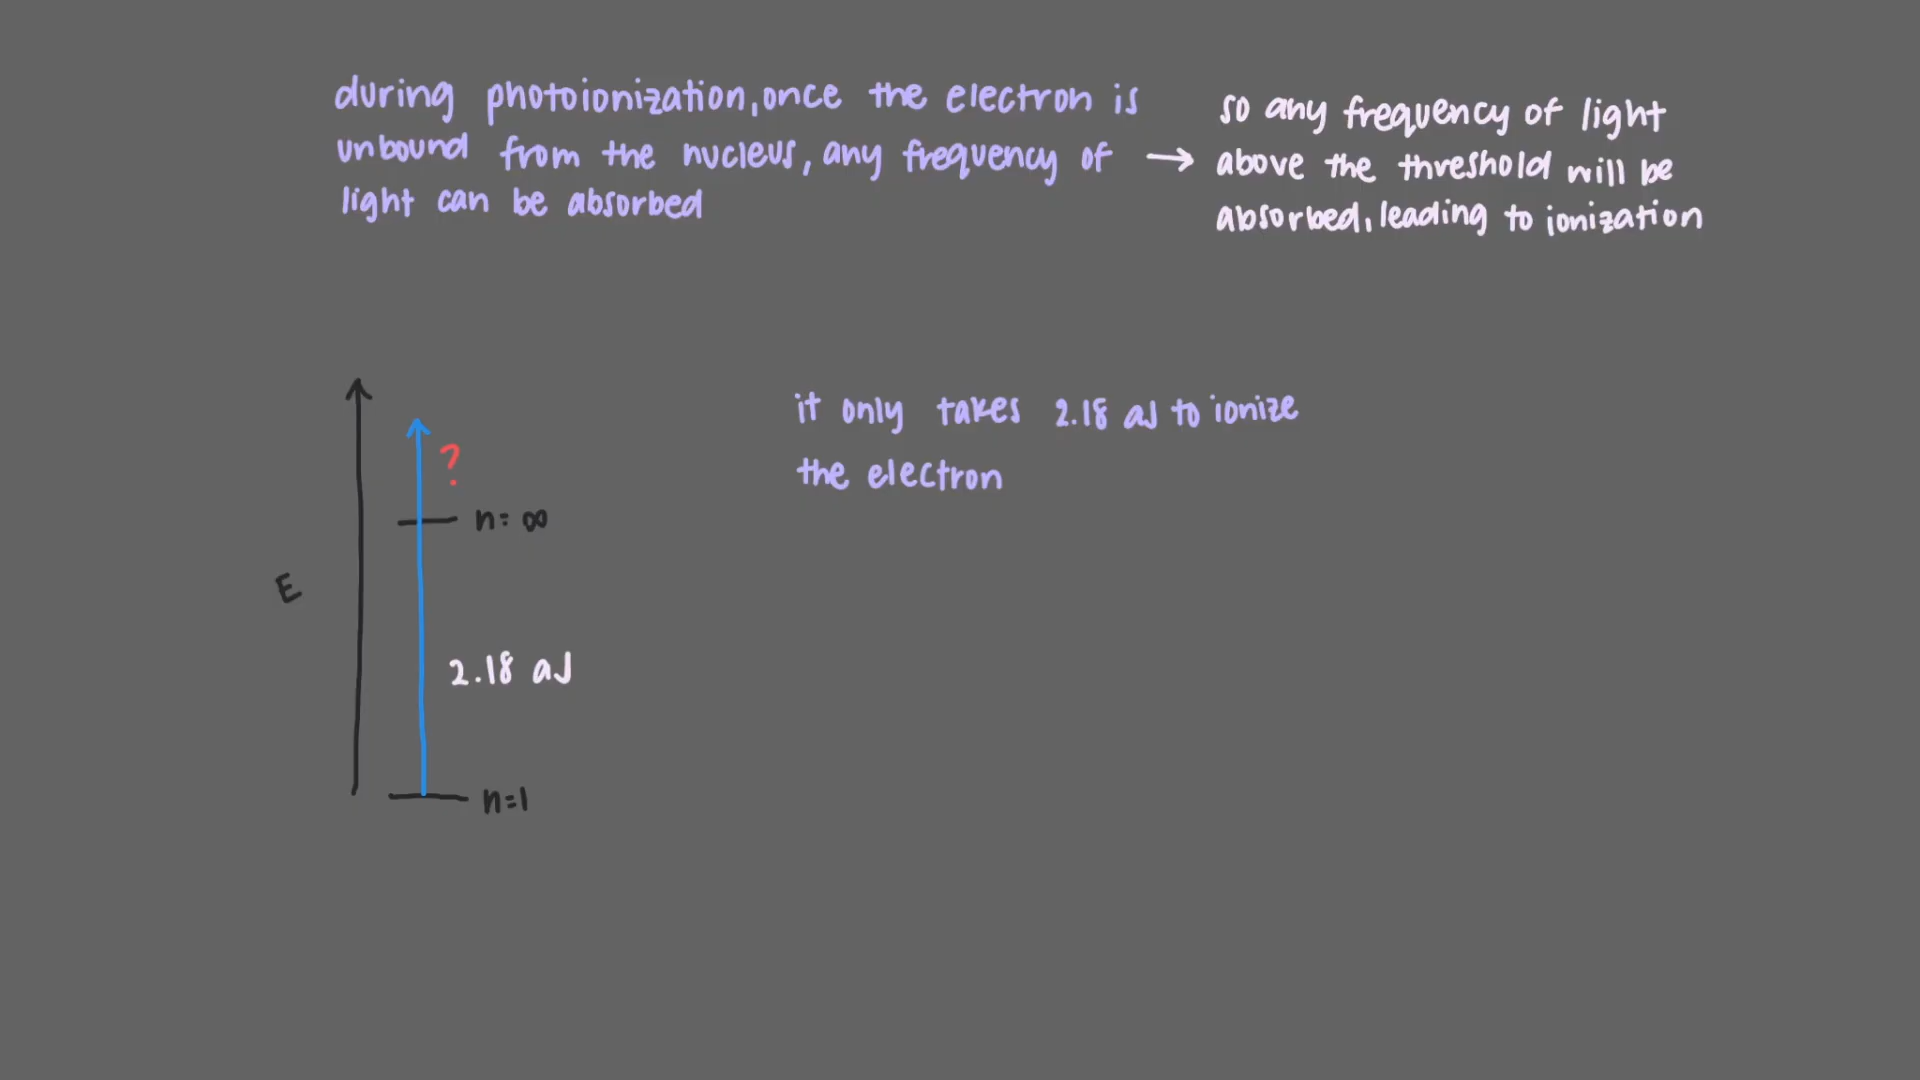 during photoionization, once the electron is
unbound from the nucleus, any frequency of →
light can be absorbed
so any frequency of light
above the threshold will be
absorbed, leading to ionization
it only takes 2.18 aJ to ionize
the electron
?
n=∞
E
2.18 aJ
n=1